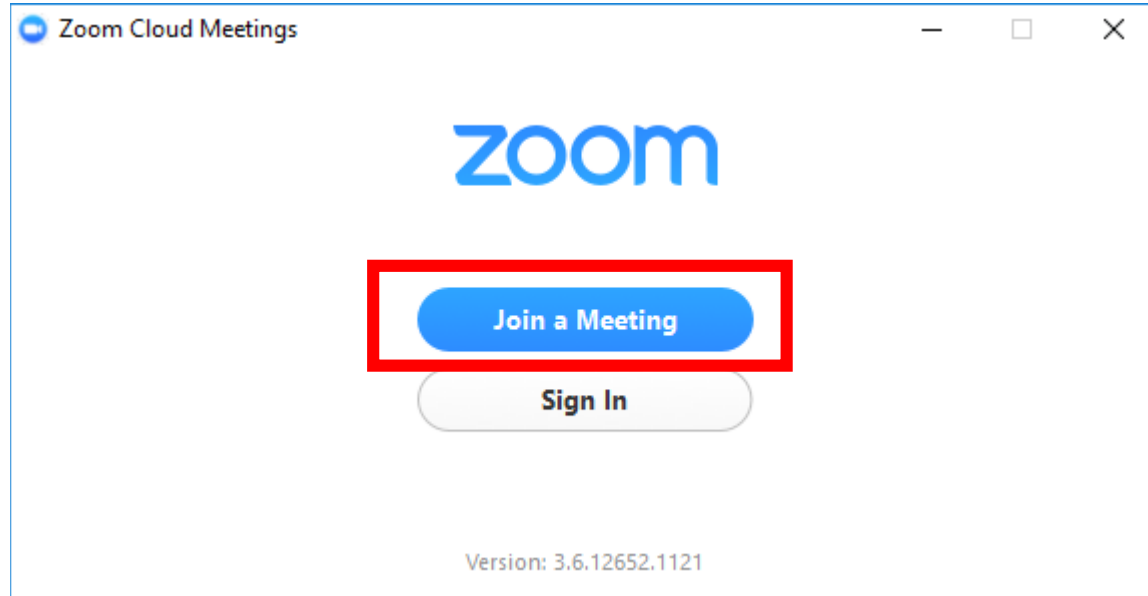 Zoom Cloud Meetings
zoom
Join a Meeting
Sign In
Version: 3.6.12652.1121